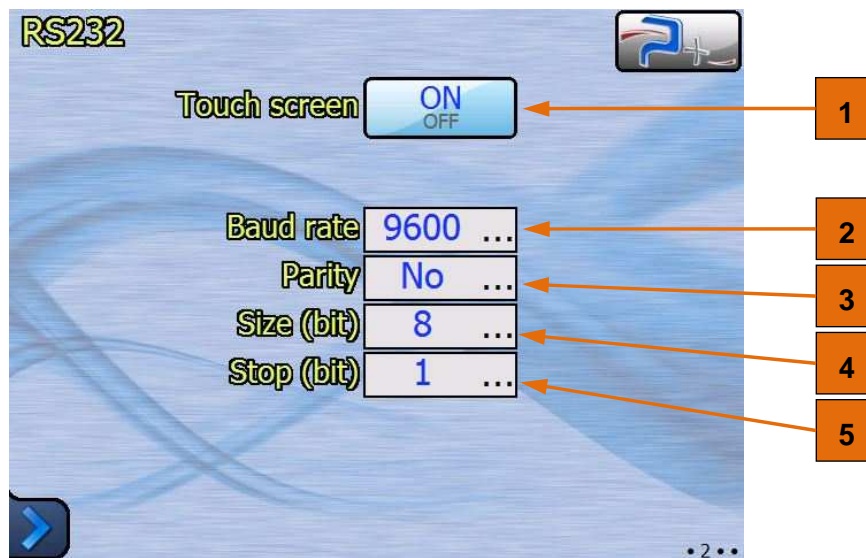 RS232
Touch screen ON
OFF
1
Baud rate 9600 ... 2
Parity No ... 3
Size (bit) 8 ... 4
Stop (bit) 1 ... 5
• 2 • •